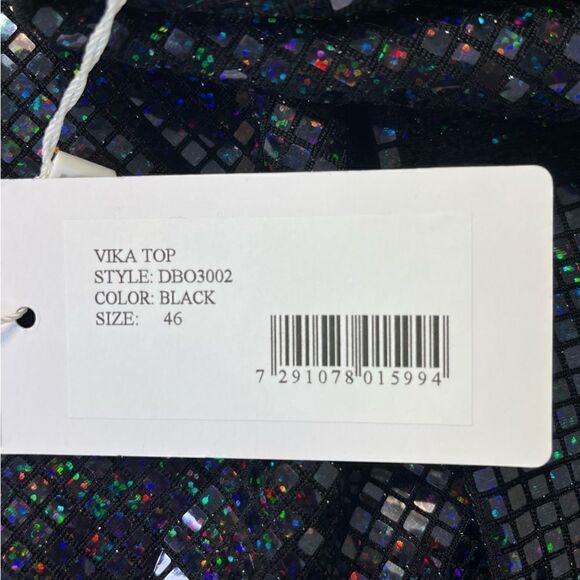 VIKA TOP
STYLE: DBO3002
COLOR: BLACK
SIZE: 46
7 291078 015994